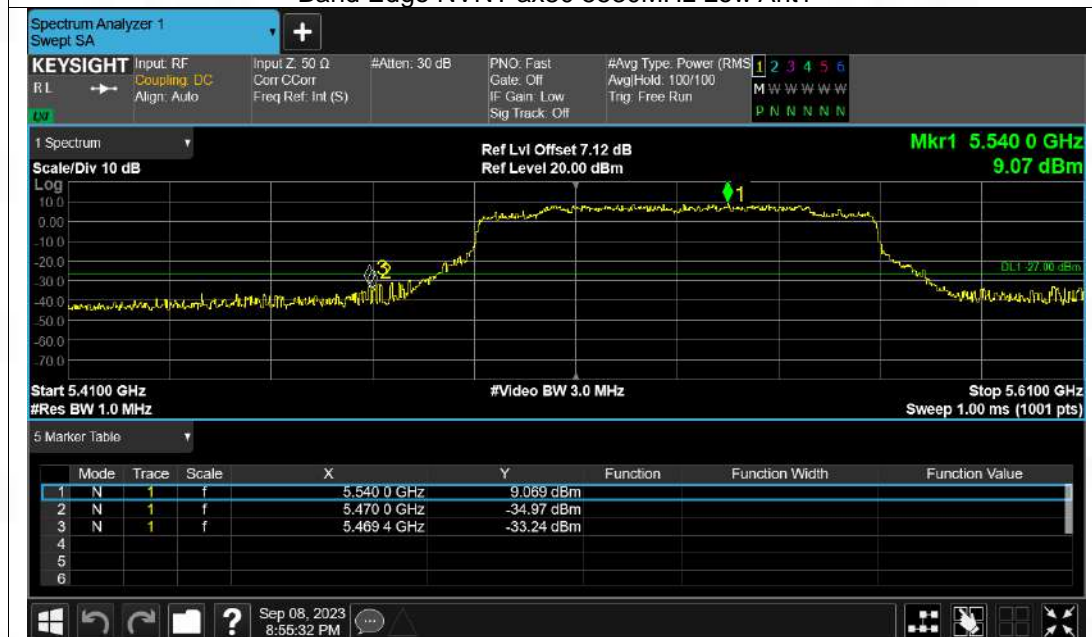 Spectrum Analyzer 1
Swept SA
+
KEYSIGHT Input: RF Input Z: 50 Ω #Atten: 30 dB PNO: Fast #Avg Type: Power (RMS 1 2 3 4 5 6
RL Coupling: DC Corr CCorr Gate: Off Avg|Hold: 100/100 M W W W W W
Align: Auto Freq Ref: Int (S) IF Gain: Low Trig: Free Run
LXI Sig Track: Off P N N N N N
1 Spectrum Ref Lvl Offset 7.12 dB Mkr1 5.540 0 GHz
Scale/Div 10 dB Ref Level 20.00 dBm 9.07 dBm
Log
10.0
1
0.00
-10.0
-20.0
DL1 -27.00 dBm
-30.0
-40.0
-50.0
-60.0
-70.0
Start 5.4100 GHz #Video BW 3.0 MHz Stop 5.6100 GHz
#Res BW 1.0 MHz Sweep 1.00 ms (1001 pts)
5 Marker Table
Mode Trace Scale X Y Function Function Width Function Value
1 N 1 f 5.540 0 GHz 9.069 dBm
2 N 1 f 5.470 0 GHz -34.97 dBm
3 N 1 f 5.469 4 GHz -33.24 dBm
4
5
6
? Sep 08, 2023
8:55:32 PM